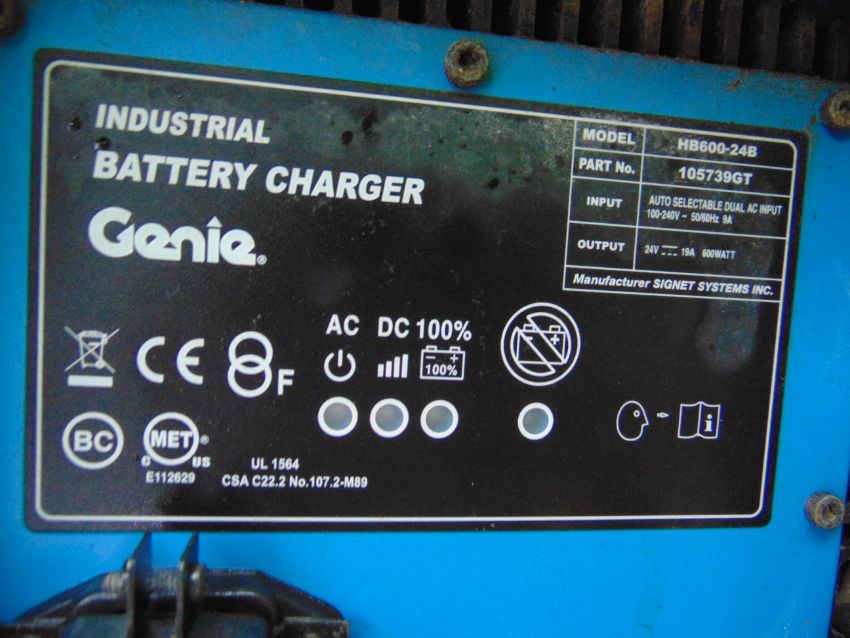 INDUSTRIAL
BATTERY CHARGER
Genie®
MODEL HB600-24B
PART No. 105739GT
INPUT AUTO SELECTABLE DUAL AC INPUT
100-240V ~ 50/60Hz 9A
OUTPUT 24V ⎓ 19A 600WATT
Manufacturer SIGNET SYSTEMS INC.
AC DC 100%
100%
CE F
BC
MET®
C US
E112629
UL 1564
CSA C22.2 No.107.2-M89
i